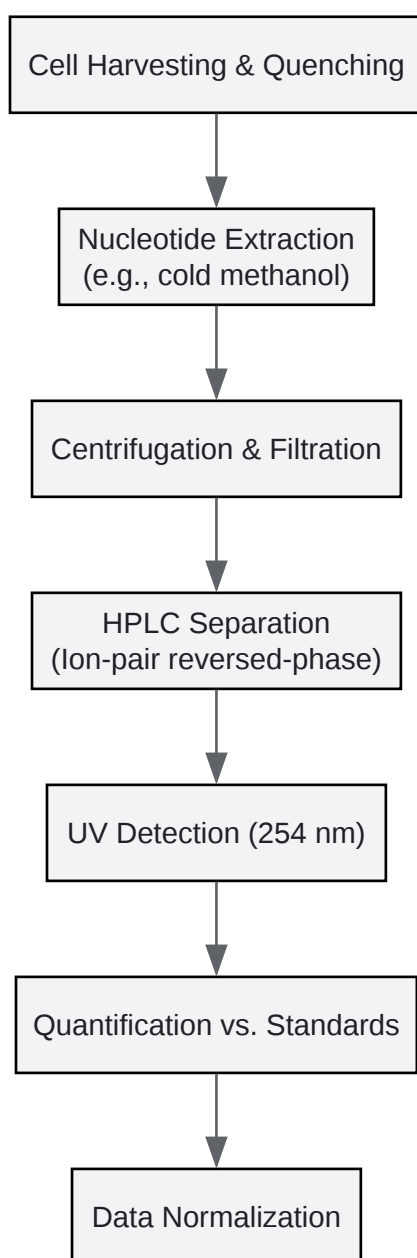 Cell Harvesting & Quenching
Nucleotide Extraction
(e.g., cold methanol)
Centrifugation & Filtration
HPLC Separation
(Ion-pair reversed-phase)
UV Detection (254 nm)
Quantification vs. Standards
Data Normalization